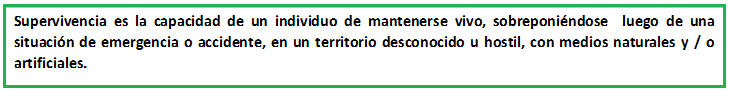 Supervivencia es la capacidad de un individuo de mantenerse vivo, sobreponiéndose luego de una
situación de emergencia o accidente, en un territorio desconocido u hostil, con medios naturales y / o
artificiales.